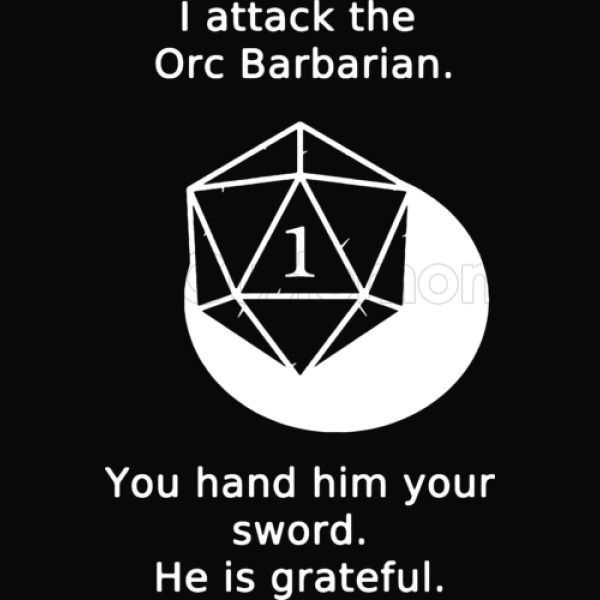 I attack the
Orc Barbarian.
1
You hand him your
sword.
He is grateful.